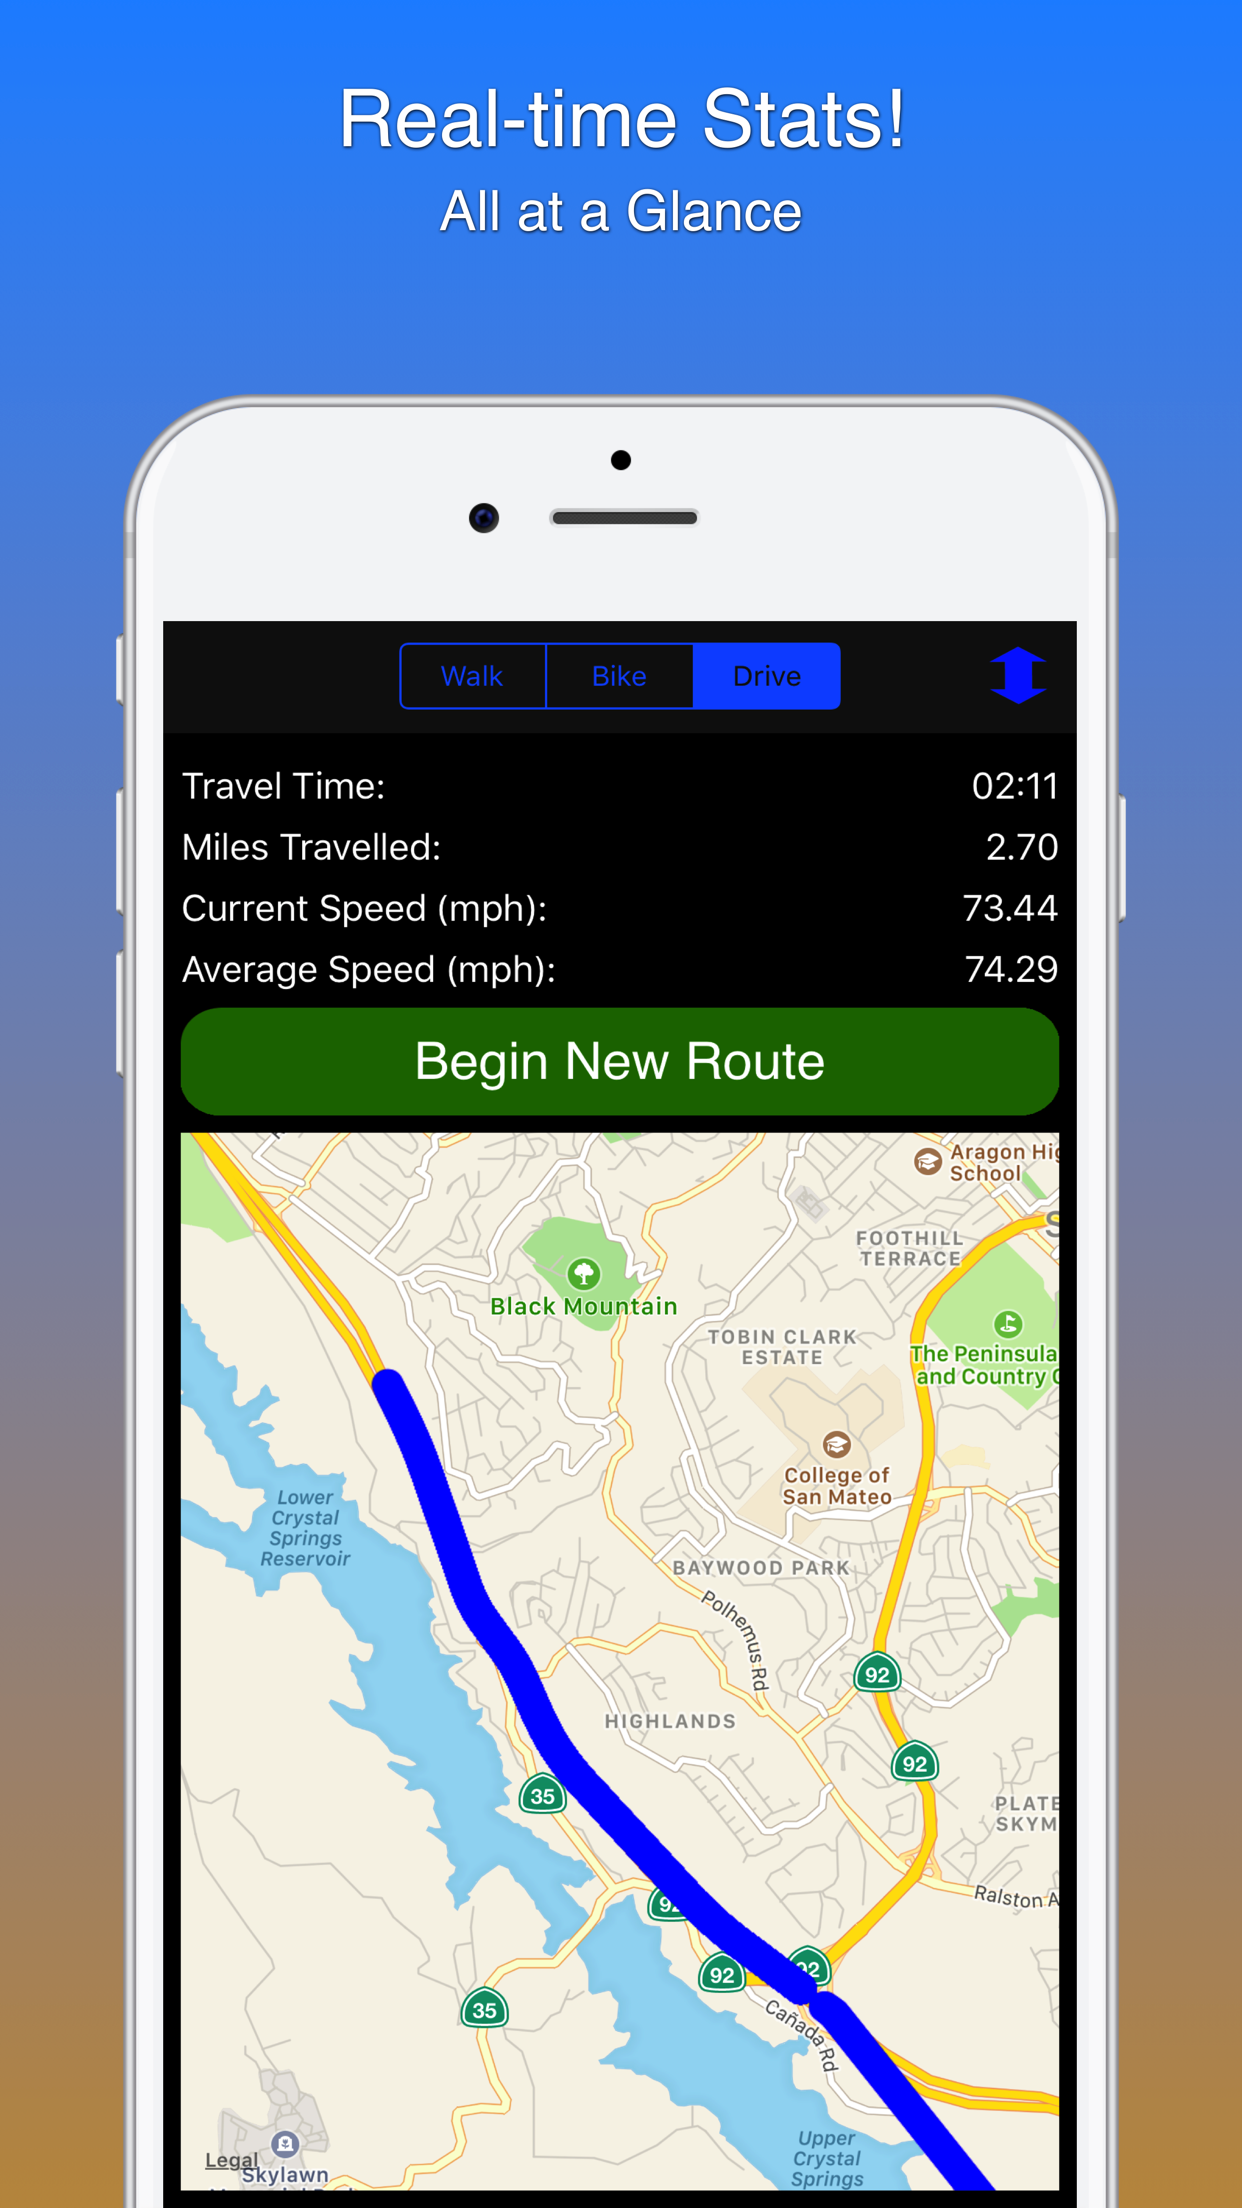 Real-time Stats!
All at a Glance
Walk Bike Drive
Travel Time: 02:11
Miles Travelled: 2.70
Current Speed (mph): 73.44
Average Speed (mph): 74.29
Begin New Route
Aragon Hig
School
FOOTHILL
TERRACE
S
Black Mountain
TOBIN CLARK
ESTATE
The Peninsula
and Country C
College of
San Mateo
Lower
Crystal
Springs
Reservoir
BAYWOOD PARK
Polhemus Rd
92
HIGHLANDS
92
35
PLATE
SKYM
Ralston A
92
92
92
35
Cañada Rd
Upper
Crystal
Springs
Legal
Skylawn